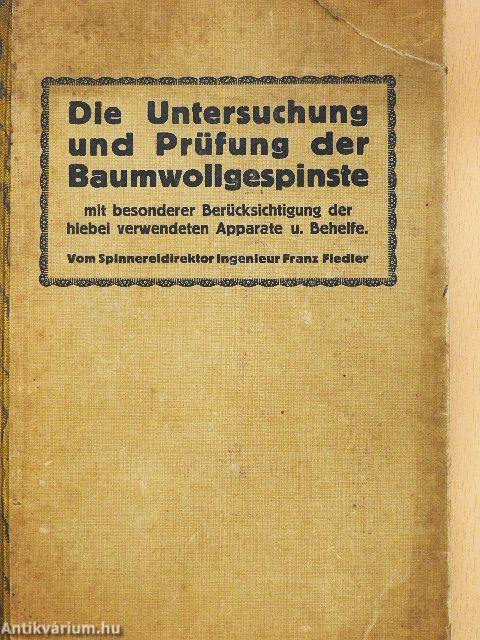 Die Untersuchung
und Prüfung der
Baumwollgespinste
mit besonderer Berücksichtigung der
hiebei verwendeten Apparate u. Behelfe.
Vom Spinnereidirektor Ingenieur Franz Fiedler
Antikvárium.hu